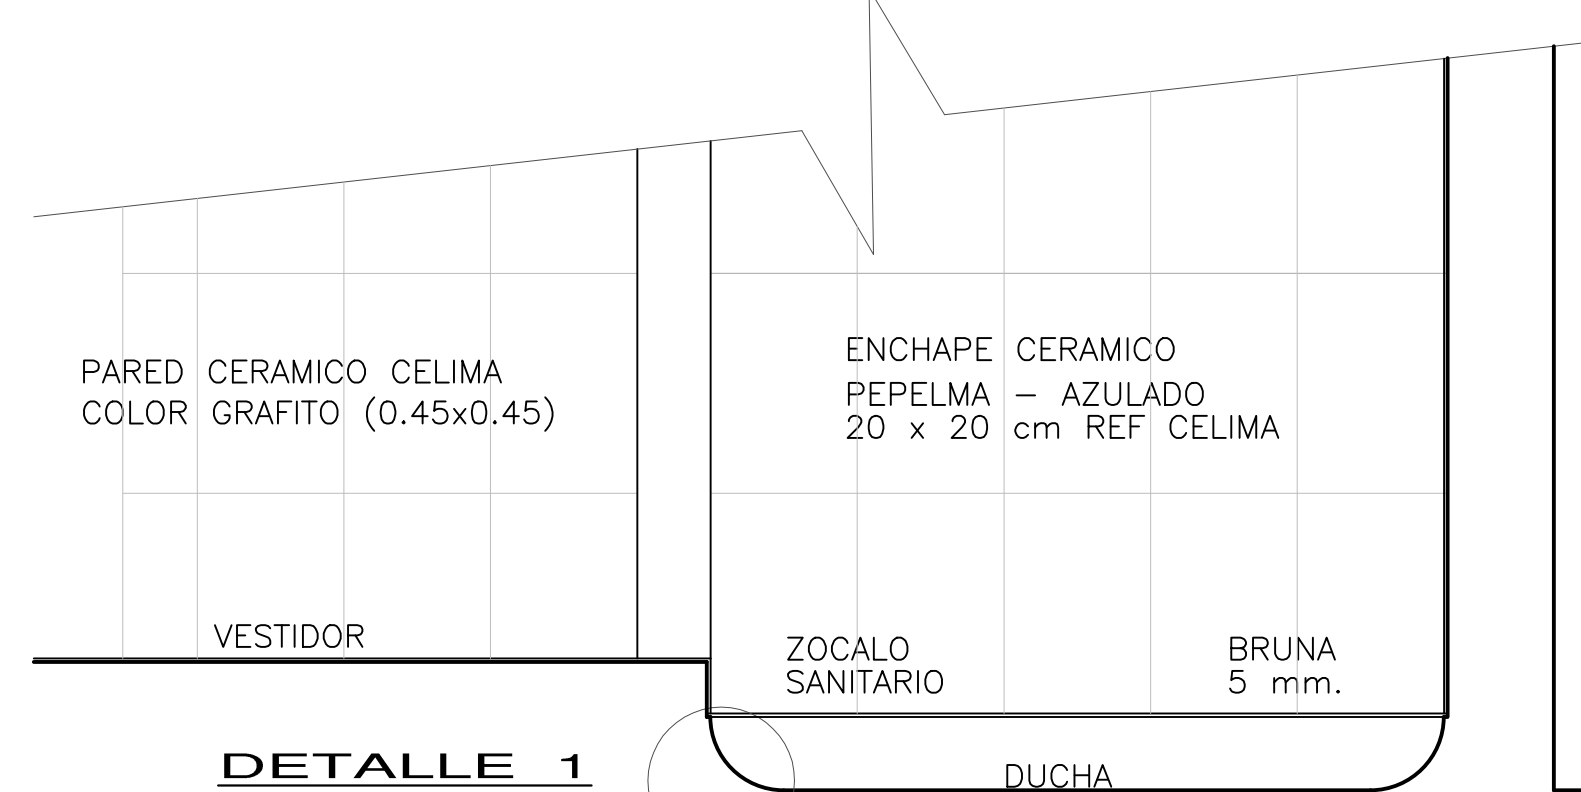 PARED CERAMICO CELIMA
COLOR GRAFITO (0.45x0.45)
ENCHAPE CERAMICO
PEPELMA – AZULADO
20 x 20 cm REF CELIMA
VESTIDOR
ZOCALO
SANITARIO
BRUNA
5 mm.
DETALLE 1
DUCHA